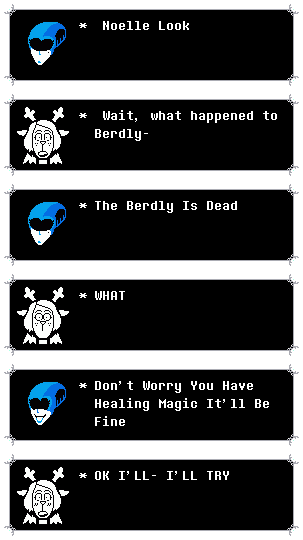 * Noelle Look
* Wait, what happened to
Berdly-
* The Berdly Is Dead
* WHAT
* Don't Worry You Have
Healing Magic It'll Be
Fine
* OK I'LL- I'LL TRY